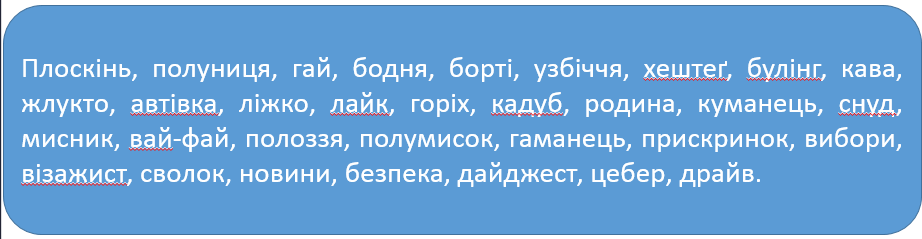 Плоскінь, полуниця, гай, бодня, борті, узбіччя, хештеґ, булінг, кава,
жлукто, автівка, ліжко, лайк, горіх, кадуб, родина, куманець, снуд,
мисник, вай-фай, полоззя, полумисок, гаманець, прискринок, вибори,
візажист, сволок, новини, безпека, дайджест, цебер, драйв.